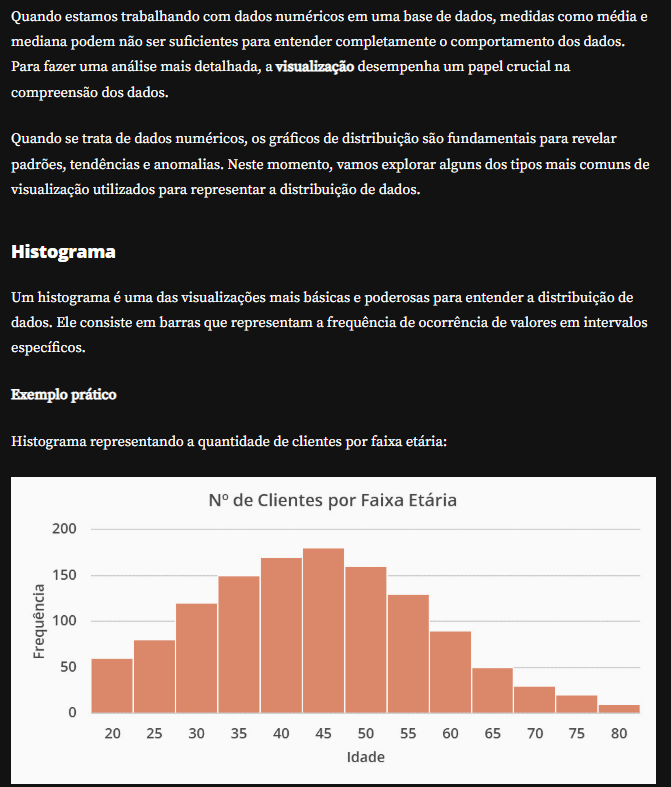 Quando estamos trabalhando com dados numéricos em uma base de dados, medidas como média e
mediana podem não ser suficientes para entender completamente o comportamento dos dados.
Para fazer uma análise mais detalhada, a visualização desempenha um papel crucial na
compreensão dos dados.
Quando se trata de dados numéricos, os gráficos de distribuição são fundamentais para revelar
padrões, tendências e anomalias. Neste momento, vamos explorar alguns dos tipos mais comuns de
visualização utilizados para representar a distribuição de dados.
Histograma
Um histograma é uma das visualizações mais básicas e poderosas para entender a distribuição de
dados. Ele consiste em barras que representam a frequência de ocorrência de valores em intervalos
específicos.
Exemplo prático
Histograma representando a quantidade de clientes por faixa etária:
Nº de Clientes por Faixa Etária
Frequência
200
150
100
50
0
20 25 30 35 40 45 50 55 60 65 70 75 80
Idade